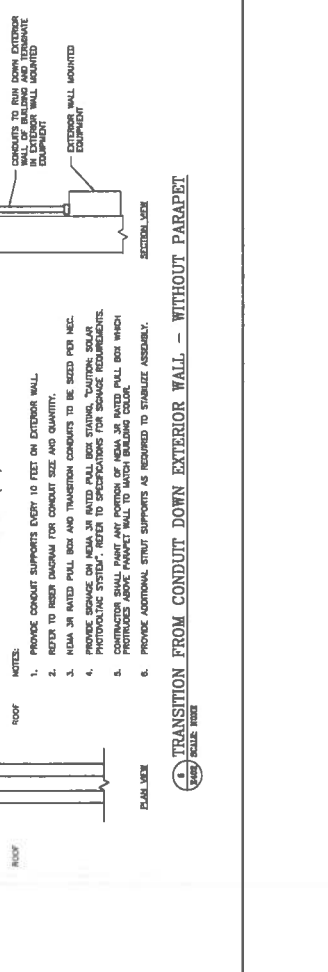 CONDUITS TO RUN DOWN EXTERIOR
WALL OF BUILDING AND TERMINATE
IN EXTERIOR WALL MOUNTED
EQUIPMENT
EXTERIOR WALL MOUNTED
EQUIPMENT
SECTION VIEW
ROOF
ROOF
NOTES:
1. PROVIDE CONDUIT SUPPORTS EVERY 10 FEET ON EXTERIOR WALL.
2. REFER TO RISER DIAGRAM FOR CONDUIT SIZE AND QUANTITY.
3. NEMA 3R RATED PULL BOX AND TRANSITION CONDUITS TO BE SIZED PER NEC.
4. PROVIDE SIGNAGE ON NEMA 3R RATED PULL BOX STATING, "CAUTION: SOLAR
PHOTOVOLTAIC SYSTEM". REFER TO SPECIFICATIONS FOR SIGNAGE REQUIREMENTS.
5. CONTRACTOR SHALL PAINT ANY PORTION OF NEMA 3R RATED PULL BOX WHICH
PROTRUDES ABOVE PARAPET WALL TO MATCH BUILDING COLOR.
6. PROVIDE ADDITIONAL STRUT SUPPORTS AS REQUIRED TO STABILIZE ASSEMBLY.
PLAN VIEW
6 TRANSITION FROM CONDUIT DOWN EXTERIOR WALL - WITHOUT PARAPET
SCALE: NONE